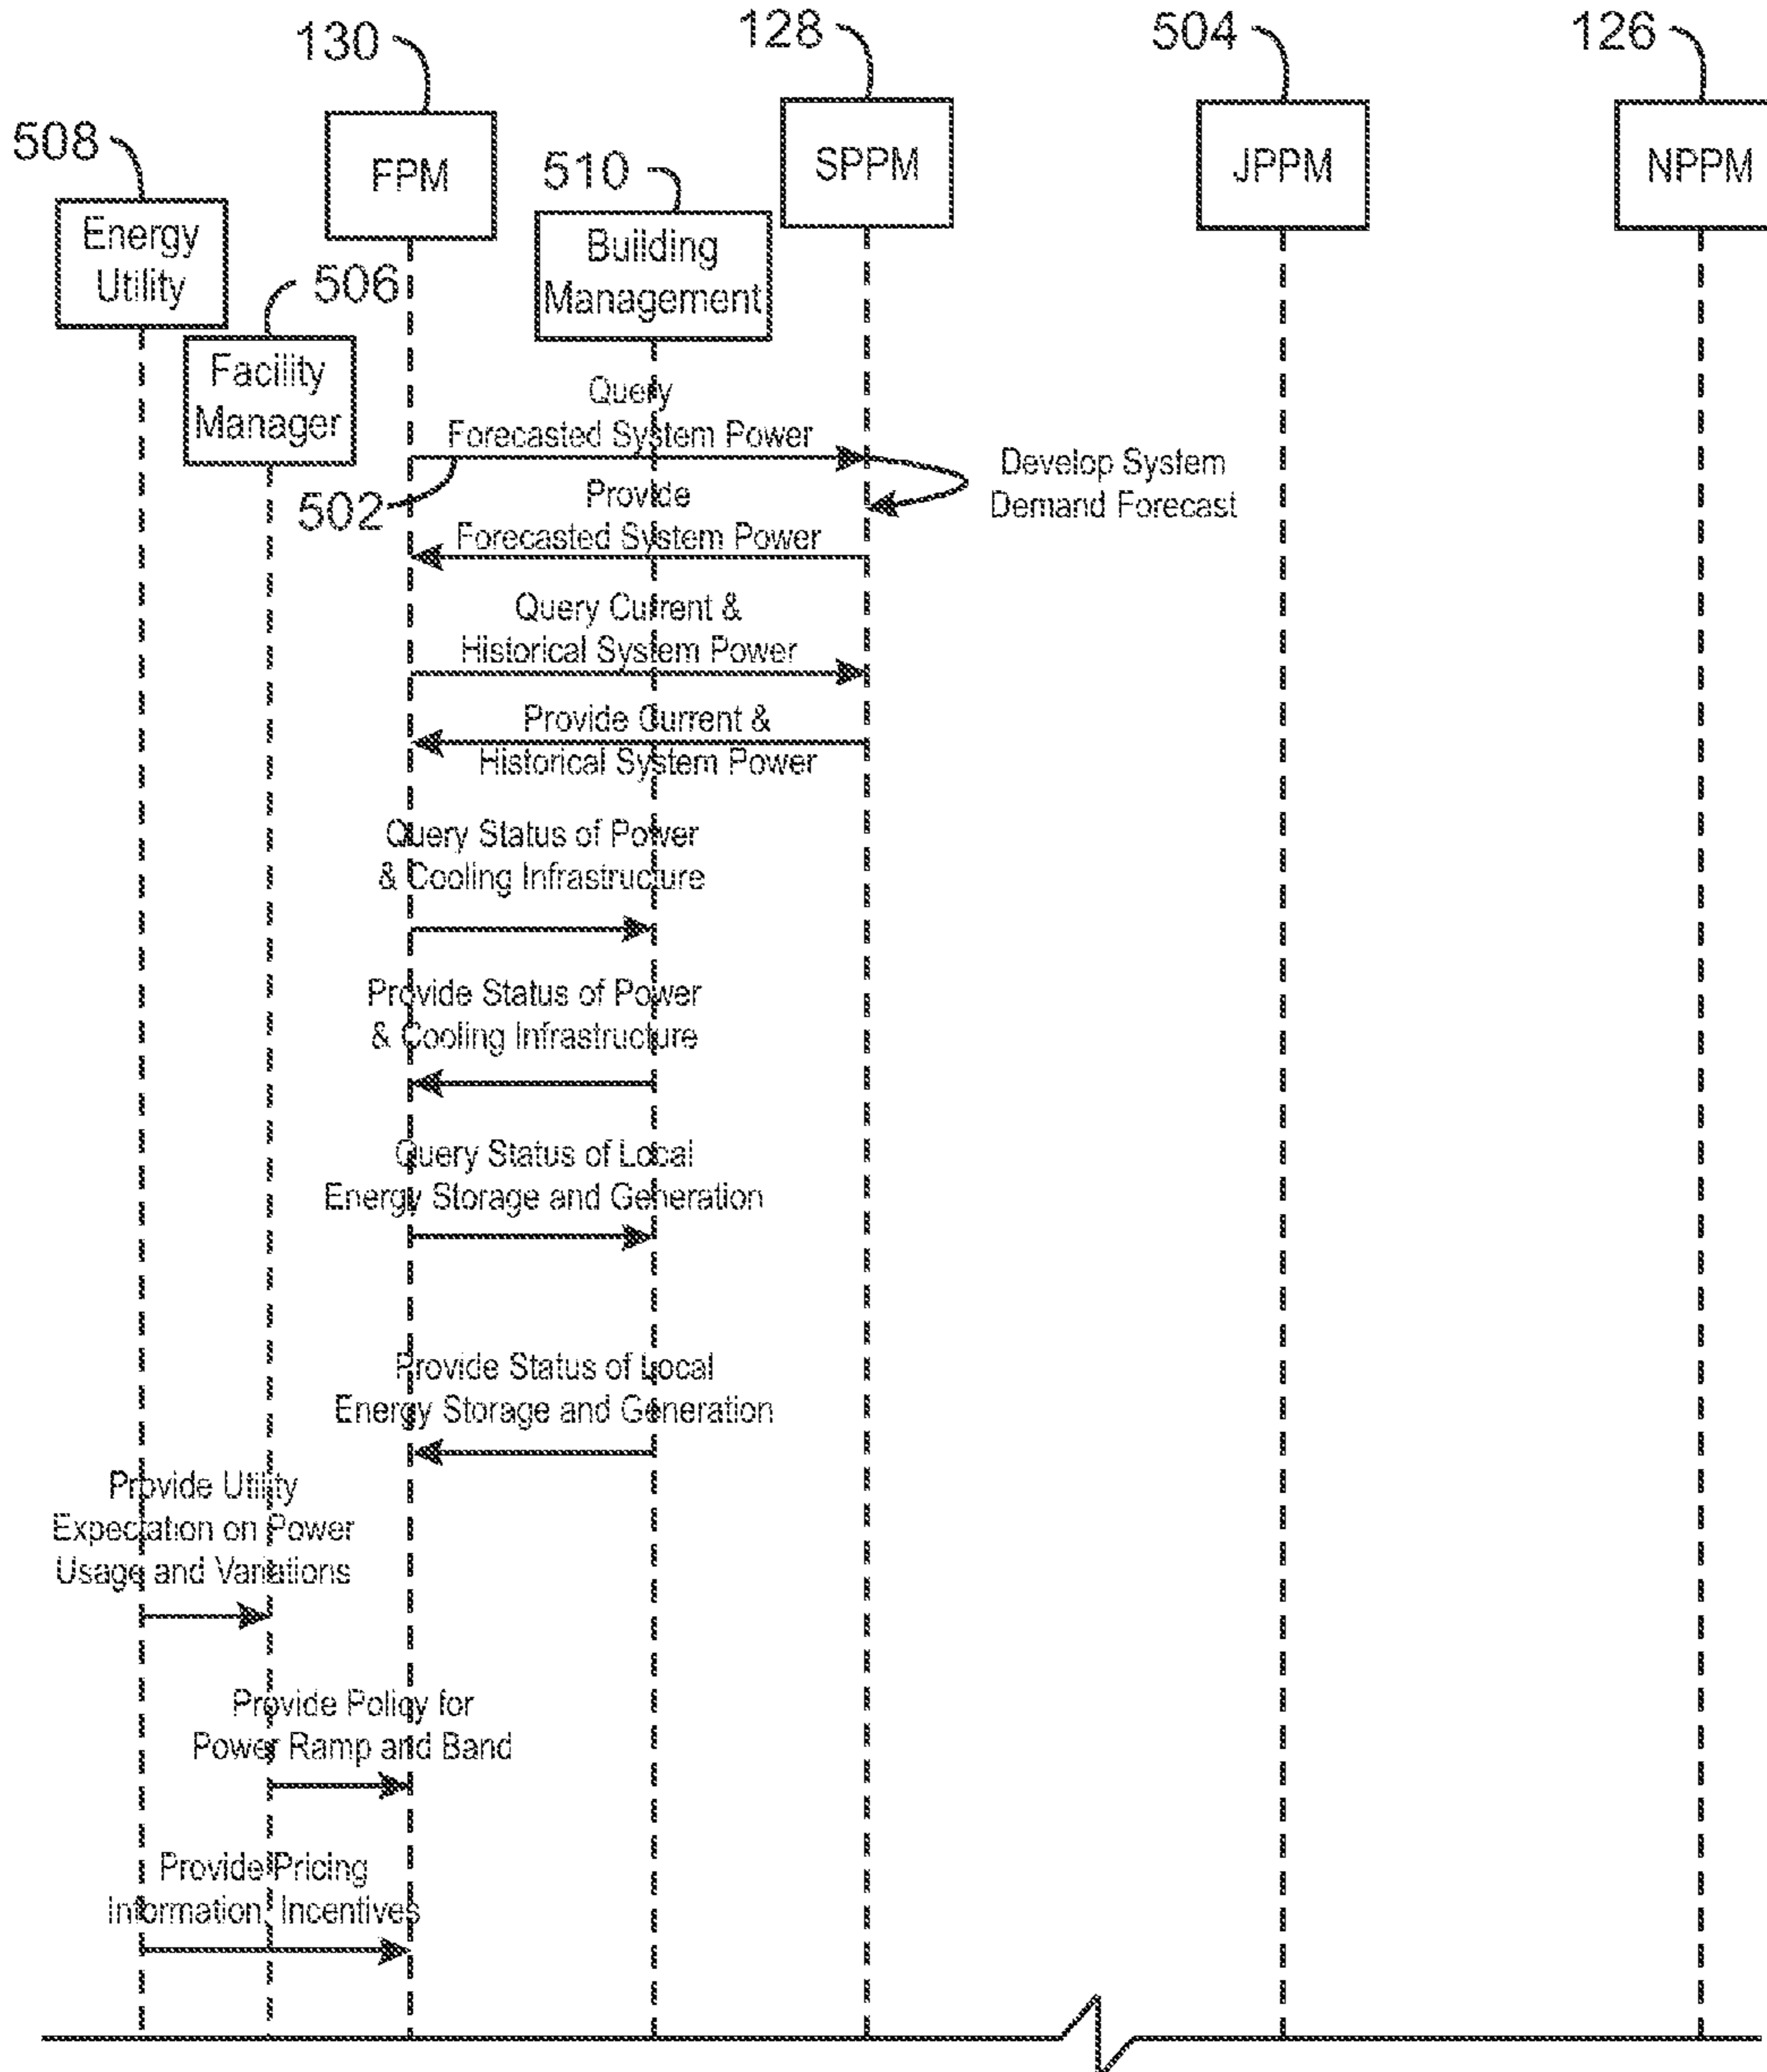 130
128
504
126
508
FPM
510
SPPM
JPPM
NPPM
Energy
Utility
506
Building
Management
Facility
Manager
Query
Forecasted System Power
502
Develop System
Demand Forecast
Provide
Forecasted System Power
Query Current &
Historical System Power
Provide Current &
Historical System Power
Query Status of Power
& Cooling Infrastructure
Provide Status of Power
& Cooling Infrastructure
Query Status of Local
Energy Storage and Generation
Provide Status of Local
Energy Storage and Generation
Provide Utility
Expectation on Power
Usage and Variations
Provide Policy for
Power Ramp and Band
Provide Pricing
Information, Incentives